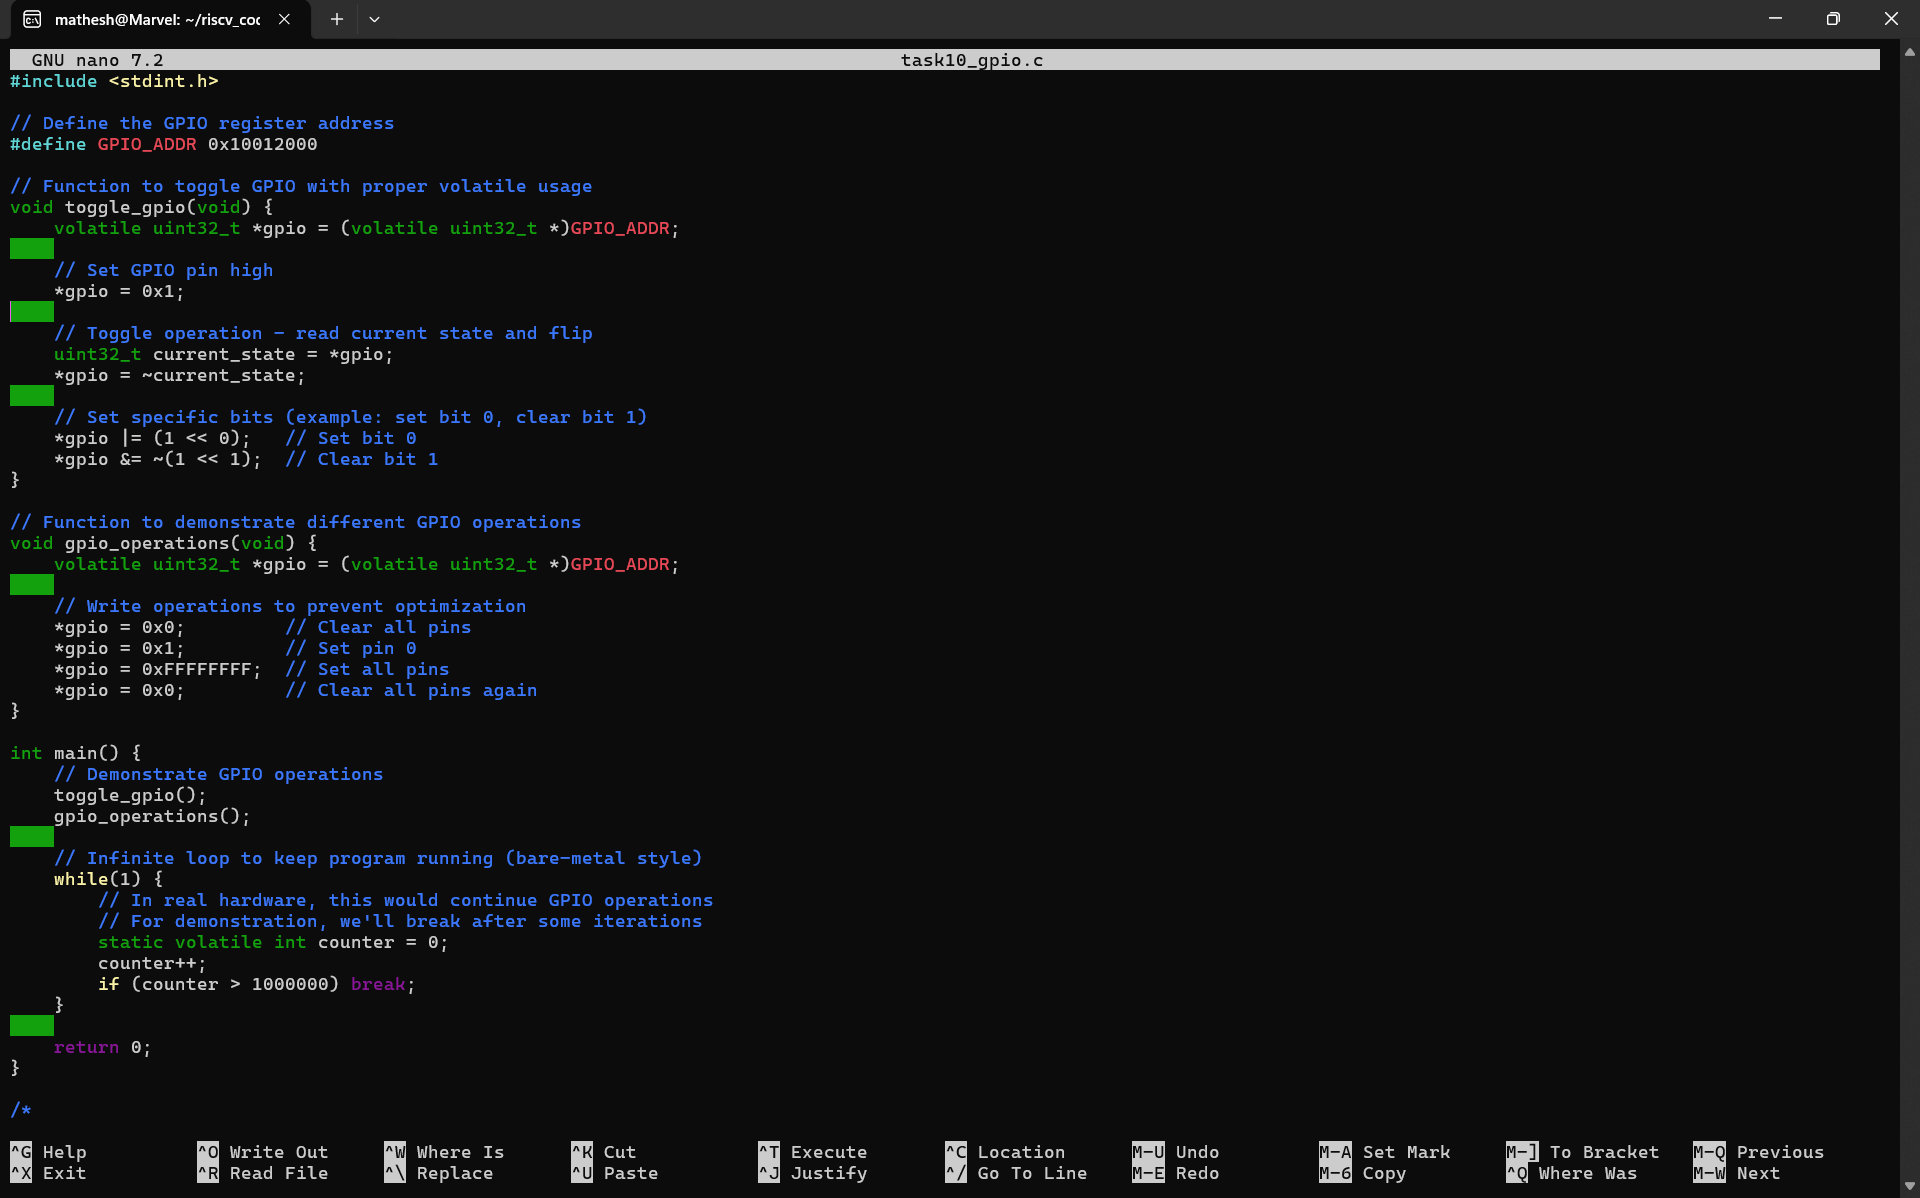 mathesh@Marvel: ~/riscv_coc
GNU nano 7.2 task10_gpio.c
#include <stdint.h>

// Define the GPIO register address
#define GPIO_ADDR 0x10012000

// Function to toggle GPIO with proper volatile usage
void toggle_gpio(void) {
    volatile uint32_t *gpio = (volatile uint32_t *)GPIO_ADDR;

    // Set GPIO pin high
    *gpio = 0x1;

    // Toggle operation - read current state and flip
    uint32_t current_state = *gpio;
    *gpio = ~current_state;

    // Set specific bits (example: set bit 0, clear bit 1)
    *gpio |= (1 << 0);   // Set bit 0
    *gpio &= ~(1 << 1);  // Clear bit 1
}

// Function to demonstrate different GPIO operations
void gpio_operations(void) {
    volatile uint32_t *gpio = (volatile uint32_t *)GPIO_ADDR;

    // Write operations to prevent optimization
    *gpio = 0x0;         // Clear all pins
    *gpio = 0x1;         // Set pin 0
    *gpio = 0xFFFFFFFF;  // Set all pins
    *gpio = 0x0;         // Clear all pins again
}

int main() {
    // Demonstrate GPIO operations
    toggle_gpio();
    gpio_operations();

    // Infinite loop to keep program running (bare-metal style)
    while(1) {
        // In real hardware, this would continue GPIO operations
        // For demonstration, we'll break after some iterations
        static volatile int counter = 0;
        counter++;
        if (counter > 1000000) break;
    }

    return 0;
}

/*
^G Help ^O Write Out ^W Where Is ^K Cut ^T Execute ^C Location M-U Undo M-A Set Mark M-] To Bracket M-Q Previous
^X Exit ^R Read File ^\ Replace ^U Paste ^J Justify ^/ Go To Line M-E Redo M-6 Copy ^Q Where Was M-W Next